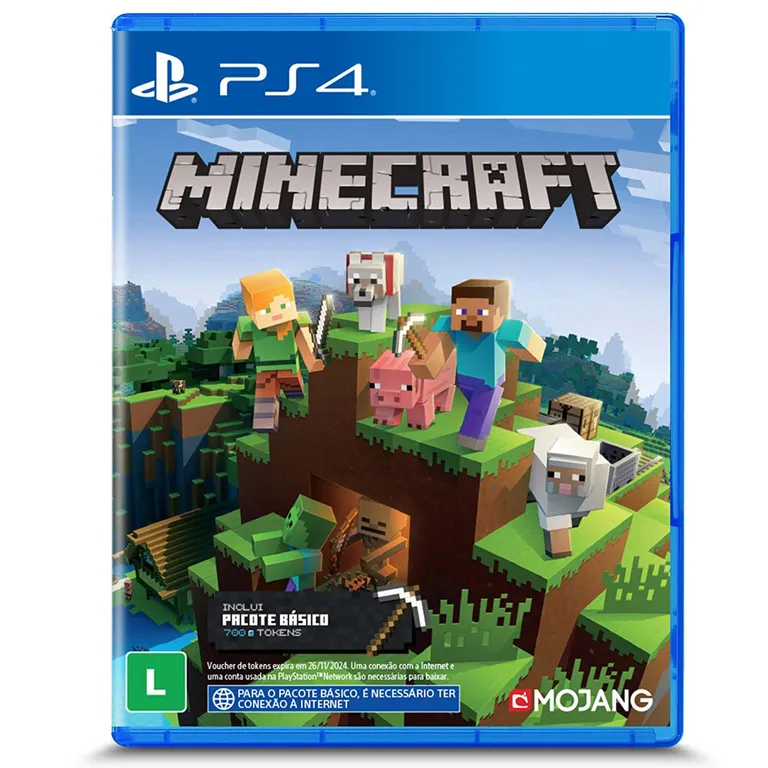 PS4
MINECRAFT
INCLUI
PACOTE BÁSICO
700 TOKENS
Voucher de tokens expira em 26/11/2024. Uma conexão com a Internet e
uma conta usada na PlayStation™Network são necessárias para baixar.
L
PARA O PACOTE BÁSICO, É NECESSÁRIO TER
CONEXÃO À INTERNET
MOJANG